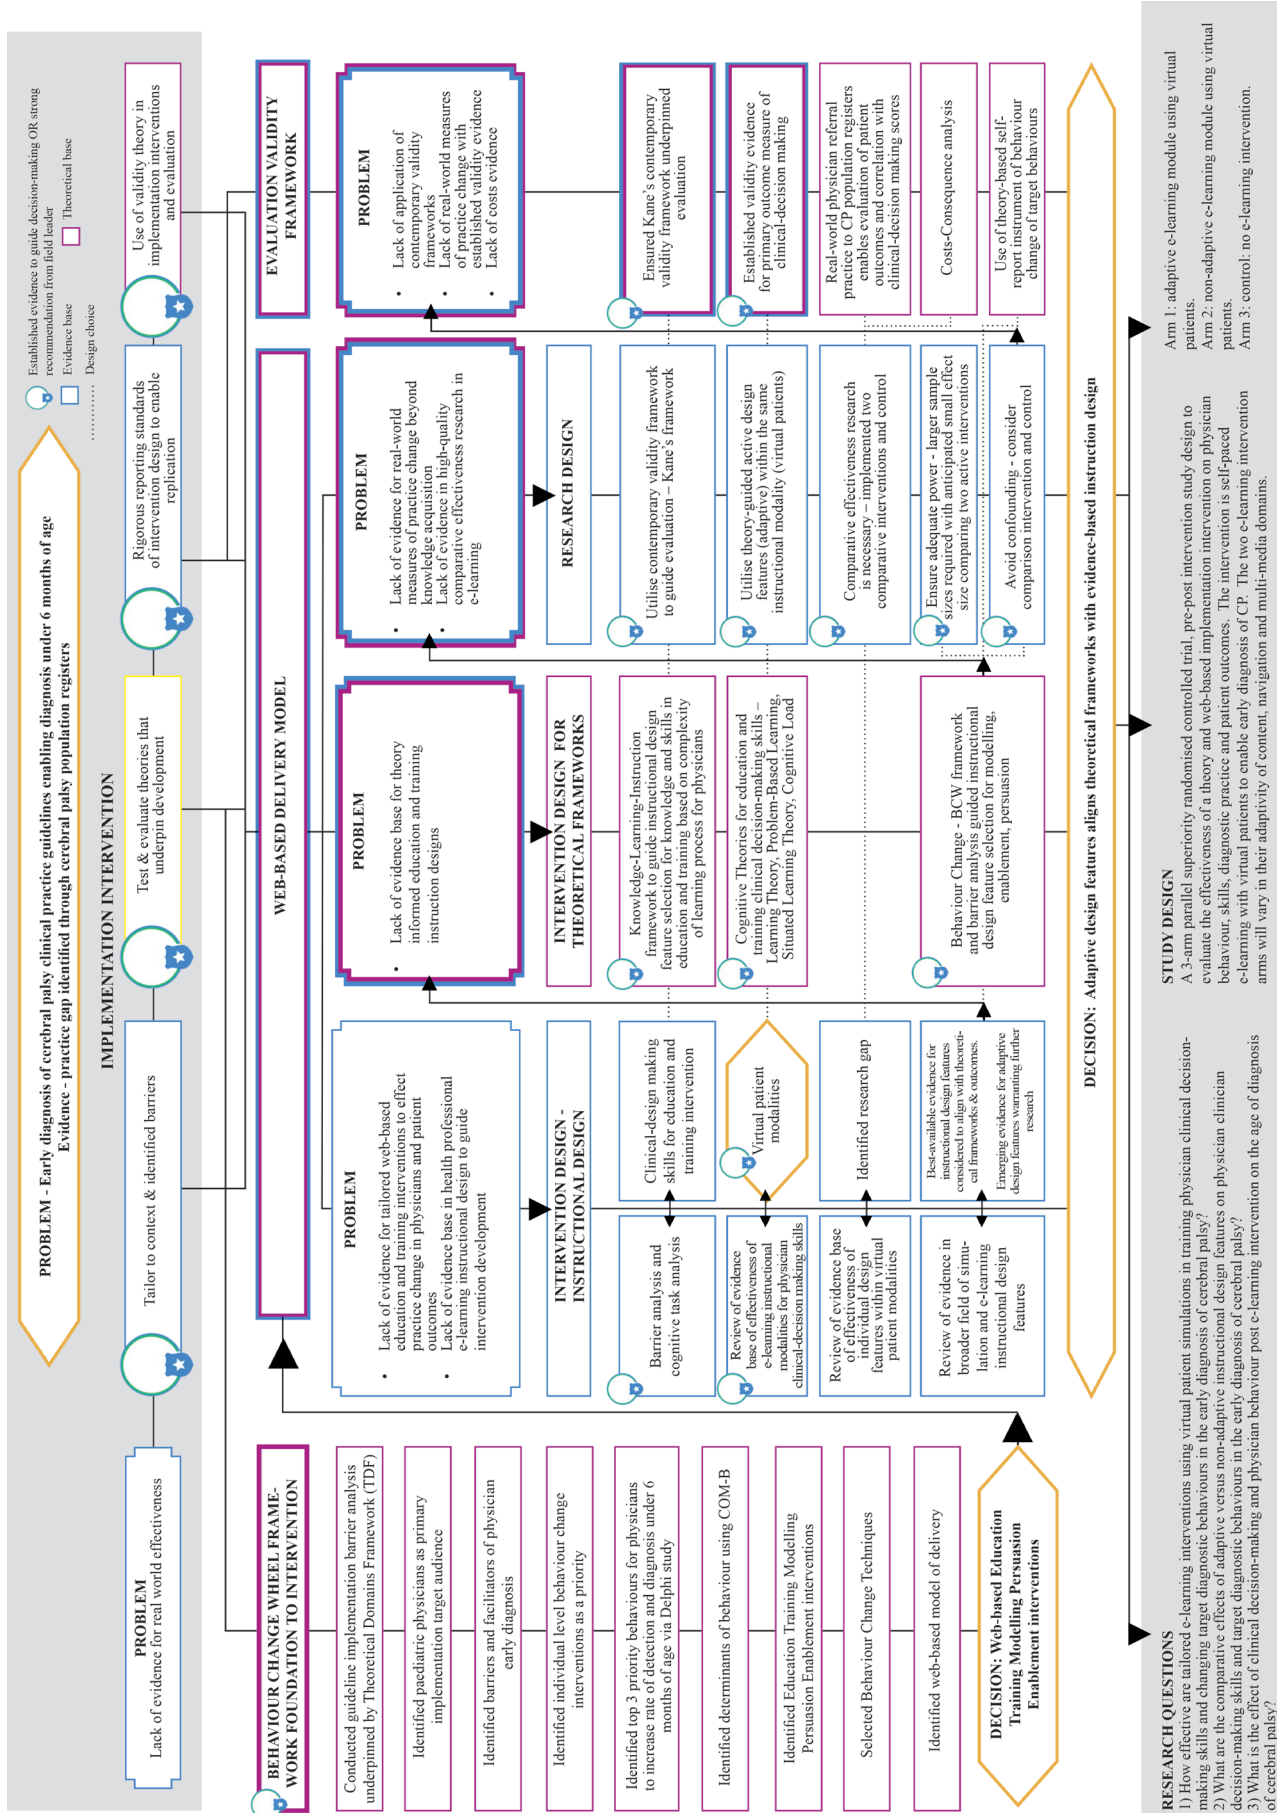 PROBLEM - Early diagnosis of cerebral palsy clinical practice guidelines enabling diagnosis under 6 months of age
Evidence - practice gap identified through cerebral palsy population registers
Established evidence to guide decision-making OR strong
recommendation from field leader
Evidence base
Theoretical base
Design choice
IMPLEMENTATION INTERVENTION
PROBLEM
Lack of evidence for real world effectiveness
Tailor to context & identified barriers
Test & evaluate theories that
underpin development
Rigorous reporting standards
of intervention design to enable
replication
Use of validity theory in
implementation interventions
and evaluation
BEHAVIOUR CHANGE WHEEL FRAME-
WORK FOUNDATION TO INTERVENTION
Conducted guideline implementation barrier analysis
underpinned by Theoretical Domains Framework (TDF)
Identified paediatric physicians as primary
implementation target audience
Identified barriers and facilitators of physician
early diagnosis
Identified individual level behaviour change
interventions as a priority
Identified top 3 priority behaviours for physicians
to increase rate of detection and diagnosis under 6
months of age via Delphi study
Identified determinants of behaviour using COM-B
Identified Education Training Modelling
Persuasion Enablement interventions
Selected Behaviour Change Techniques
Identified web-based model of delivery
DECISION: Web-based Education
Training Modelling Persuasion
Enablement interventions
WEB-BASED DELIVERY MODEL
PROBLEM
• Lack of evidence for tailored web-based
education and training interventions to effect
practice change in physicians and patient
outcomes
• Lack of evidence base in health professional
e-learning instructional design to guide
intervention development
INTERVENTION DESIGN -
INSTRUCTIONAL DESIGN
Barrier analysis and
cognitive task analysis
Clinical-design making
skills for education and
training intervention
Review of evidence
base of effectiveness of
e-learning instructional
modalities for physician
clinical-decision making skills
Virtual patient
modalities
Review of evidence base
of effectiveness of
individual design
features within virtual
patient modalities
Identified research gap
Review of evidence in
broader field of simu-
lation and e-learning
instructional design
features
Best-available evidence for
instructional design features
considered to align with theoreti-
cal frameworks & outcomes.
Emerging evidence for adaptive
design features warranting further
research
PROBLEM
• Lack of evidence base for theory
informed education and training
instruction designs
INTERVENTION DESIGN FOR
THEORETICAL FRAMEWORKS
Knowledge-Learning-Instruction
framework to guide instructional design
feature selection for knowledge and skills in
education and training based on complexity
of learning process for physicians
Cognitive Theories for education and
training clinical decision-making skills –
Learning Theory, Problem-Based Learning,
Situated Learning Theory, Cognitive Load
Behaviour Change - BCW framework
and barrier analysis guided instructional
design feature selection for modelling,
enablement, persuasion
PROBLEM
• Lack of evidence for real-world
measures of practice change beyond
knowledge acquisition
• Lack of evidence in high-quality
comparative effectiveness research in
e-learning
RESEARCH DESIGN
Utilise contemporary validity framework
to guide evaluation – Kane's framework
Utilise theory-guided active design
features (adaptive) within the same
instructional modality (virtual patients)
Comparative effectiveness research
is necessary – implemented two
comparative interventions and control
Ensure adequate power - larger sample
sizes required with anticipated small effect
size comparing two active interventions
Avoid confounding - consider
comparison intervention and control
EVALUATION VALIDITY
FRAMEWORK
PROBLEM
• Lack of application of
contemporary validity
frameworks
• Lack of real-world measures
of practice change with
established validity evidence
• Lack of costs evidence
Ensured Kane's contemporary
validity framework underpinned
evaluation
Established validity evidence
for primary outcome measure of
clinical-decision making
Real-world physician referral
practice to CP population registers
enables evaluation of patient
outcomes and correlation with
clinical-decision making scores
Costs-Consequence analysis
Use of theory-based self-
report instrument of behaviour
change of target behaviours
DECISION: Adaptive design features aligns theoretical frameworks with evidence-based instruction design
RESEARCH QUESTIONS
1) How effective are tailored e-learning interventions using virtual patient simulations in training physician clinical decision-
making skills and changing target diagnostic behaviours in the early diagnosis of cerebral palsy?
2) What are the comparative effects of adaptive versus non-adaptive instructional design features on physician clinician
decision-making skills and target diagnostic behaviours in the early diagnosis of cerebral palsy?
3) What is the effect of clinical decision-making and physician behaviour post e-learning intervention on the age of diagnosis
of cerebral palsy?
STUDY DESIGN
A 3-arm parallel superiority randomised controlled trial, pre-post intervention study design to
evaluate the effectiveness of a theory and web-based implementation intervention on physician
behaviour, skills, diagnostic practice and patient outcomes. The intervention is self-paced
e-learning with virtual patients to enable early diagnosis of CP. The two e-learning intervention
arms will vary in their adaptivity of content, navigation and multi-media domains.
Arm 1: adaptive e-learning module using virtual
patients.
Arm 2: non-adaptive e-learning module using virtual
patients.
Arm 3: control: no e-learning intervention.